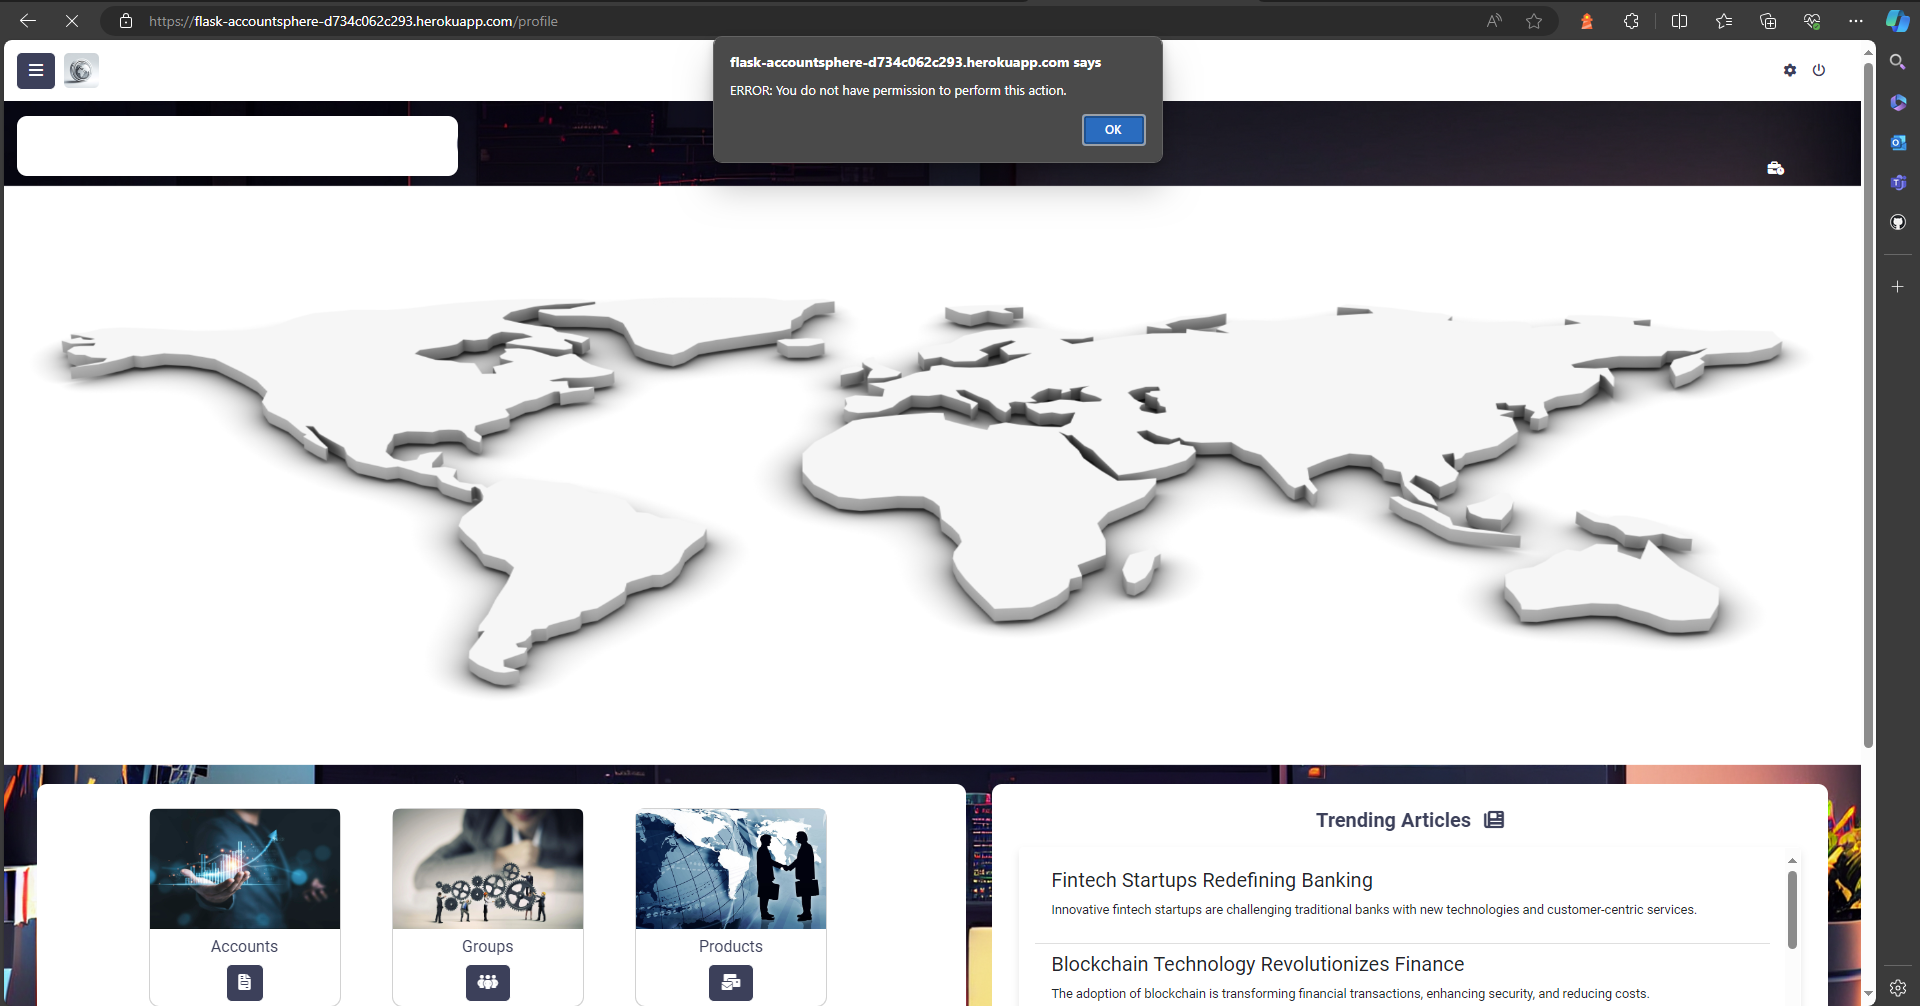 https://flask-accountsphere-d734c062c293.herokuapp.com/profile
flask-accountsphere-d734c062c293.herokuapp.com says
ERROR: You do not have permission to perform this action.
OK
Accounts
Groups
Products
Trending Articles
Fintech Startups Redefining Banking
Innovative fintech startups are challenging traditional banks with new technologies and customer-centric services.
Blockchain Technology Revolutionizes Finance
The adoption of blockchain is transforming financial transactions, enhancing security, and reducing costs.